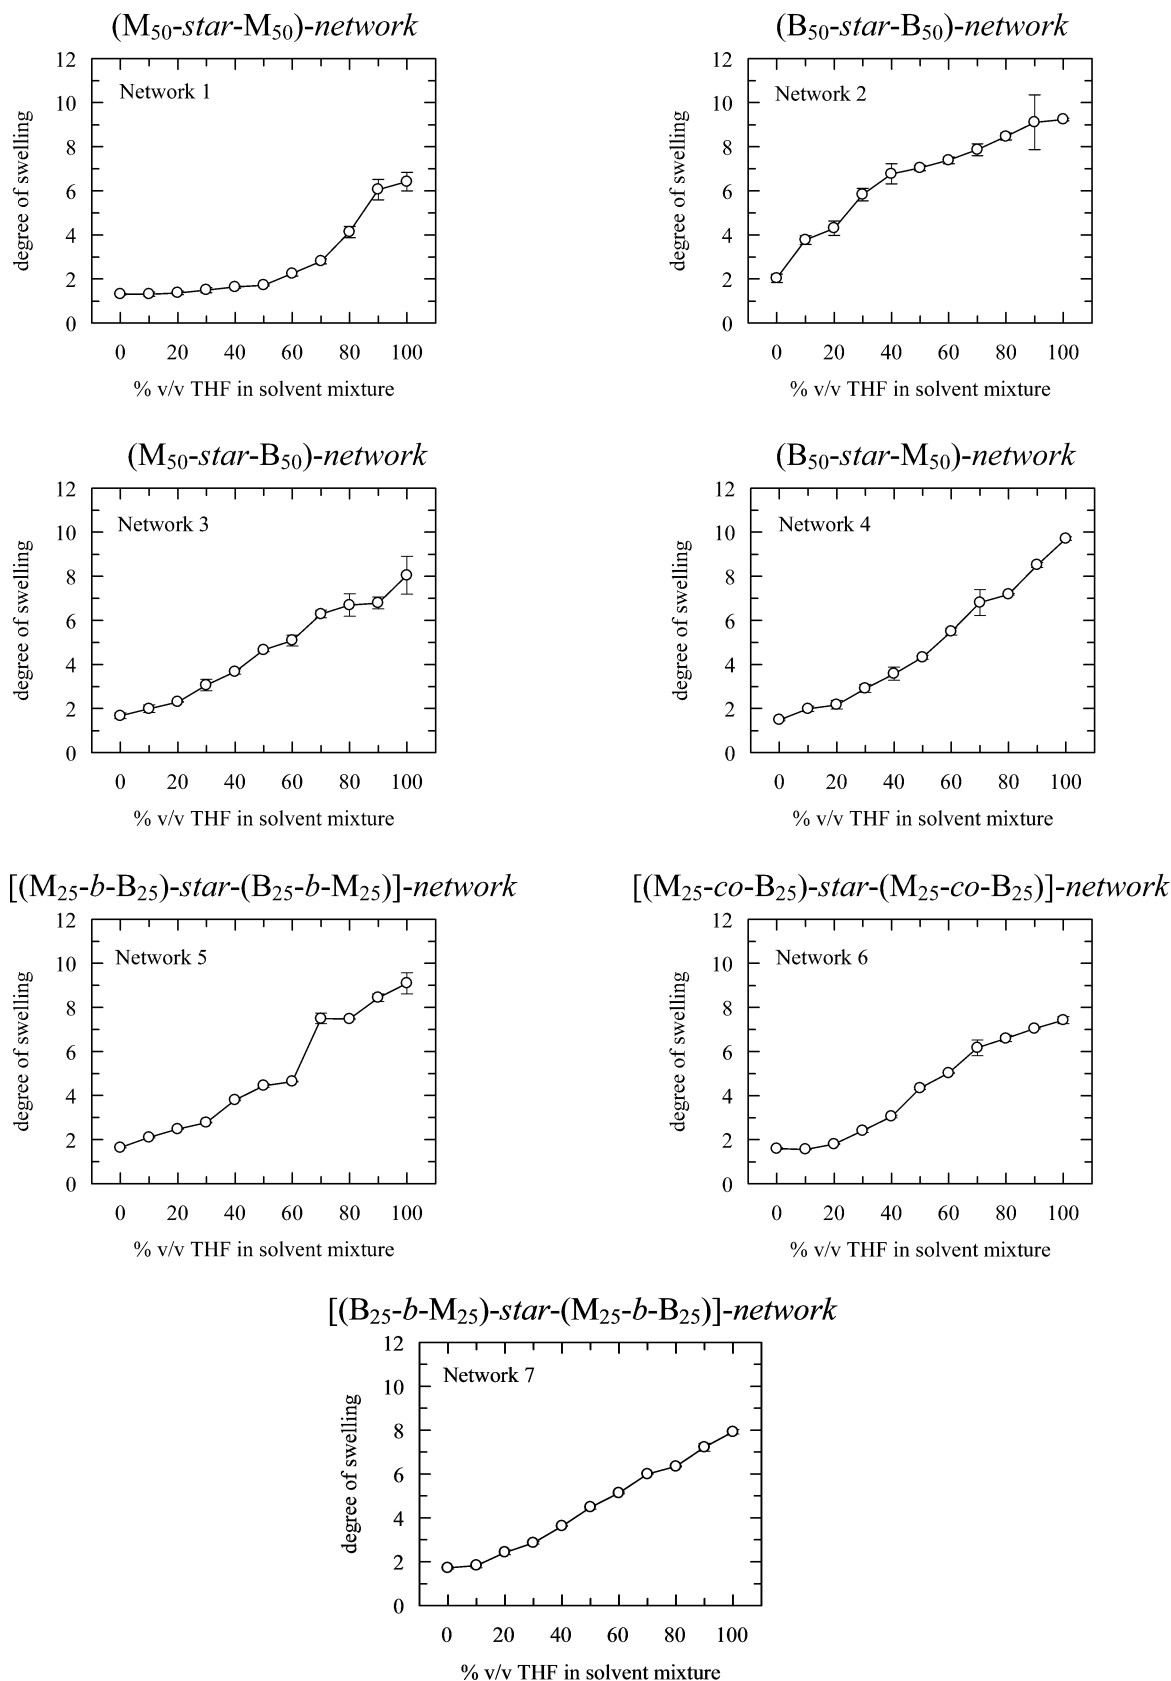 (M₅₀-star-M₅₀)-network
12
10
8
6
4
2
0
Network 1
degree of swelling
0 20 40 60 80 100
% v/v THF in solvent mixture
(B₅₀-star-B₅₀)-network
12
10
8
6
4
2
0
Network 2
degree of swelling
0 20 40 60 80 100
% v/v THF in solvent mixture
(M₅₀-star-B₅₀)-network
12
10
8
6
4
2
0
Network 3
degree of swelling
0 20 40 60 80 100
% v/v THF in solvent mixture
(B₅₀-star-M₅₀)-network
12
10
8
6
4
2
0
Network 4
degree of swelling
0 20 40 60 80 100
% v/v THF in solvent mixture
[(M₂₅-b-B₂₅)-star-(B₂₅-b-M₂₅)]-network
12
10
8
6
4
2
0
Network 5
degree of swelling
0 20 40 60 80 100
% v/v THF in solvent mixture
[(M₂₅-co-B₂₅)-star-(M₂₅-co-B₂₅)]-network
12
10
8
6
4
2
0
Network 6
degree of swelling
0 20 40 60 80 100
% v/v THF in solvent mixture
[(B₂₅-b-M₂₅)-star-(M₂₅-b-B₂₅)]-network
12
10
8
6
4
2
0
Network 7
degree of swelling
0 20 40 60 80 100
% v/v THF in solvent mixture